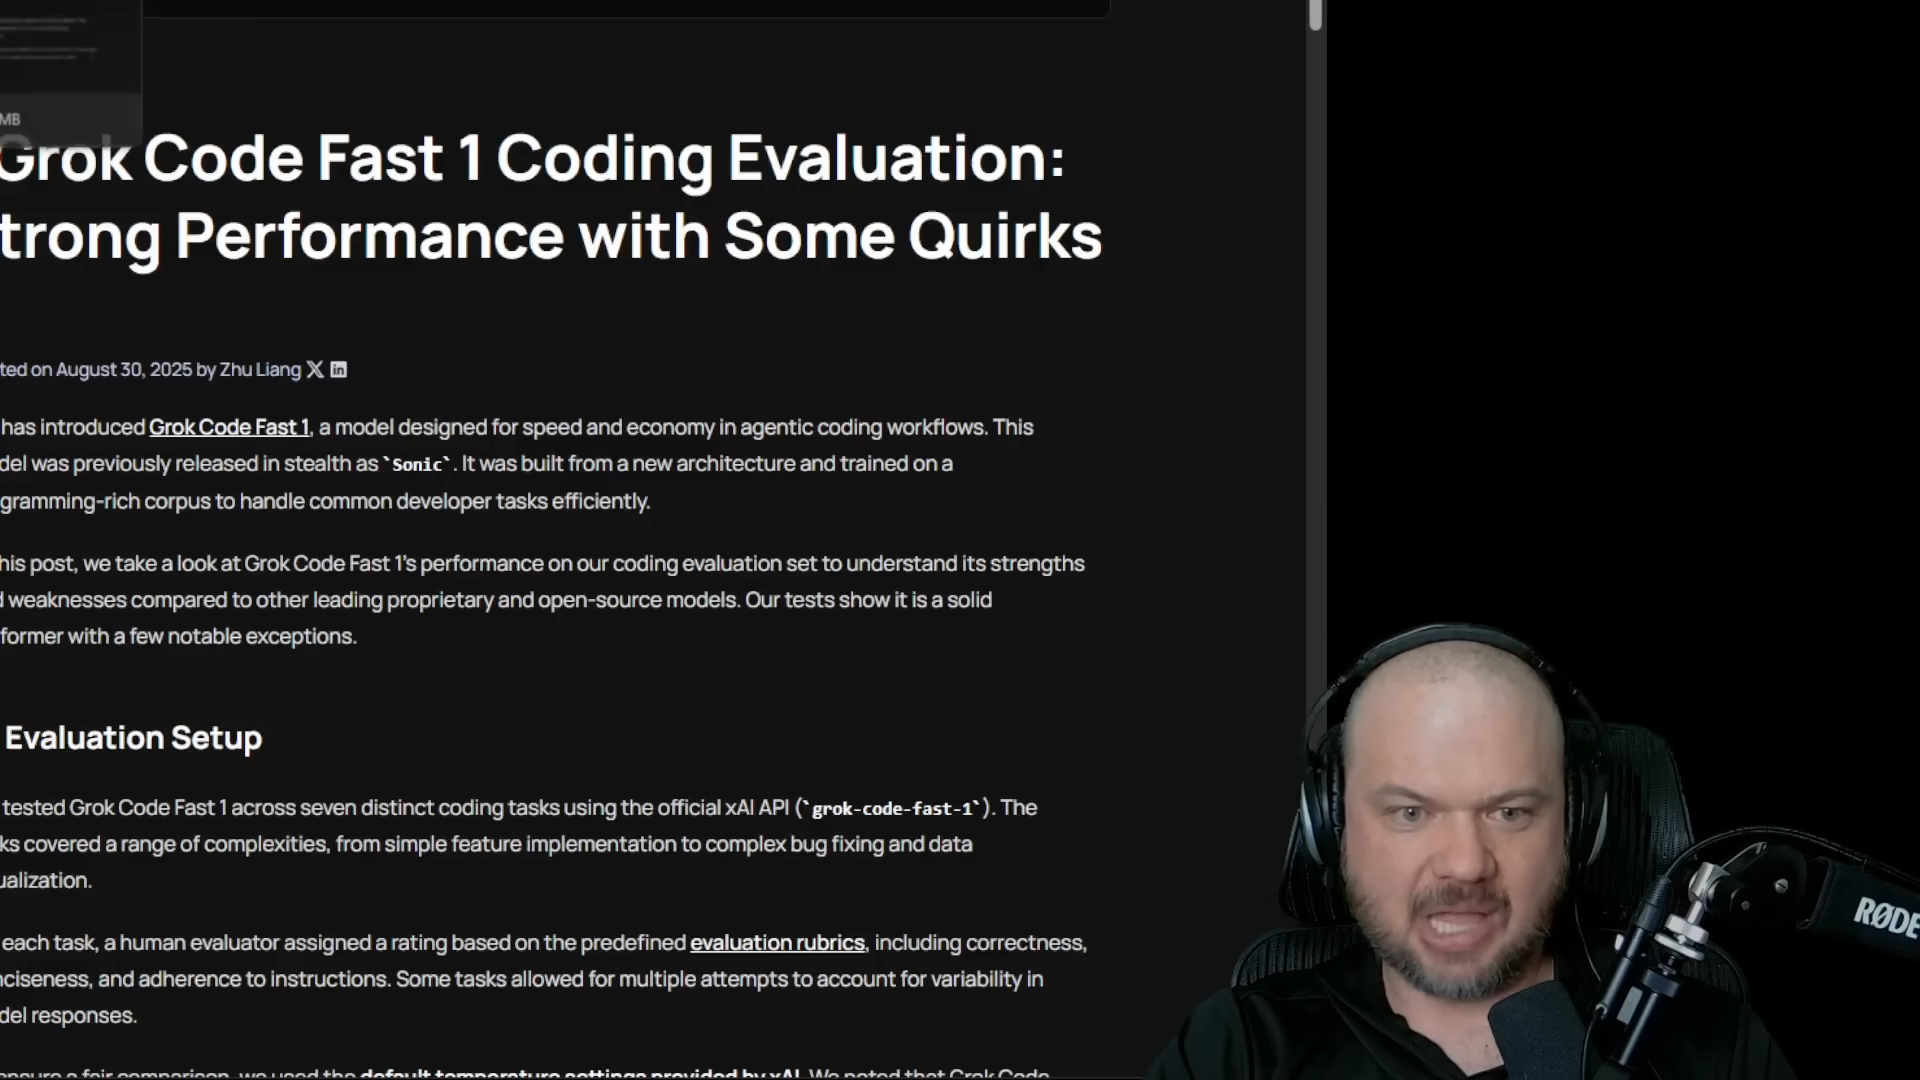 MB
Grok Code Fast 1 Coding Evaluation:
trong Performance with Some Quirks
ted on August 30, 2025 by Zhu Liang
has introduced Grok Code Fast 1, a model designed for speed and economy in agentic coding workflows. This
del was previously released in stealth as `Sonic`. It was built from a new architecture and trained on a
gramming-rich corpus to handle common developer tasks efficiently.
his post, we take a look at Grok Code Fast 1's performance on our coding evaluation set to understand its strengths
d weaknesses compared to other leading proprietary and open-source models. Our tests show it is a solid
former with a few notable exceptions.
Evaluation Setup
tested Grok Code Fast 1 across seven distinct coding tasks using the official xAI API (`grok-code-fast-1`). The
ks covered a range of complexities, from simple feature implementation to complex bug fixing and data
ualization.
each task, a human evaluator assigned a rating based on the predefined evaluation rubrics, including correctness,
nciseness, and adherence to instructions. Some tasks allowed for multiple attempts to account for variability in
del responses.
ensure a fair comparison, we used the default temperature settings provided by xAI. We noted that Grok Code
RØDE